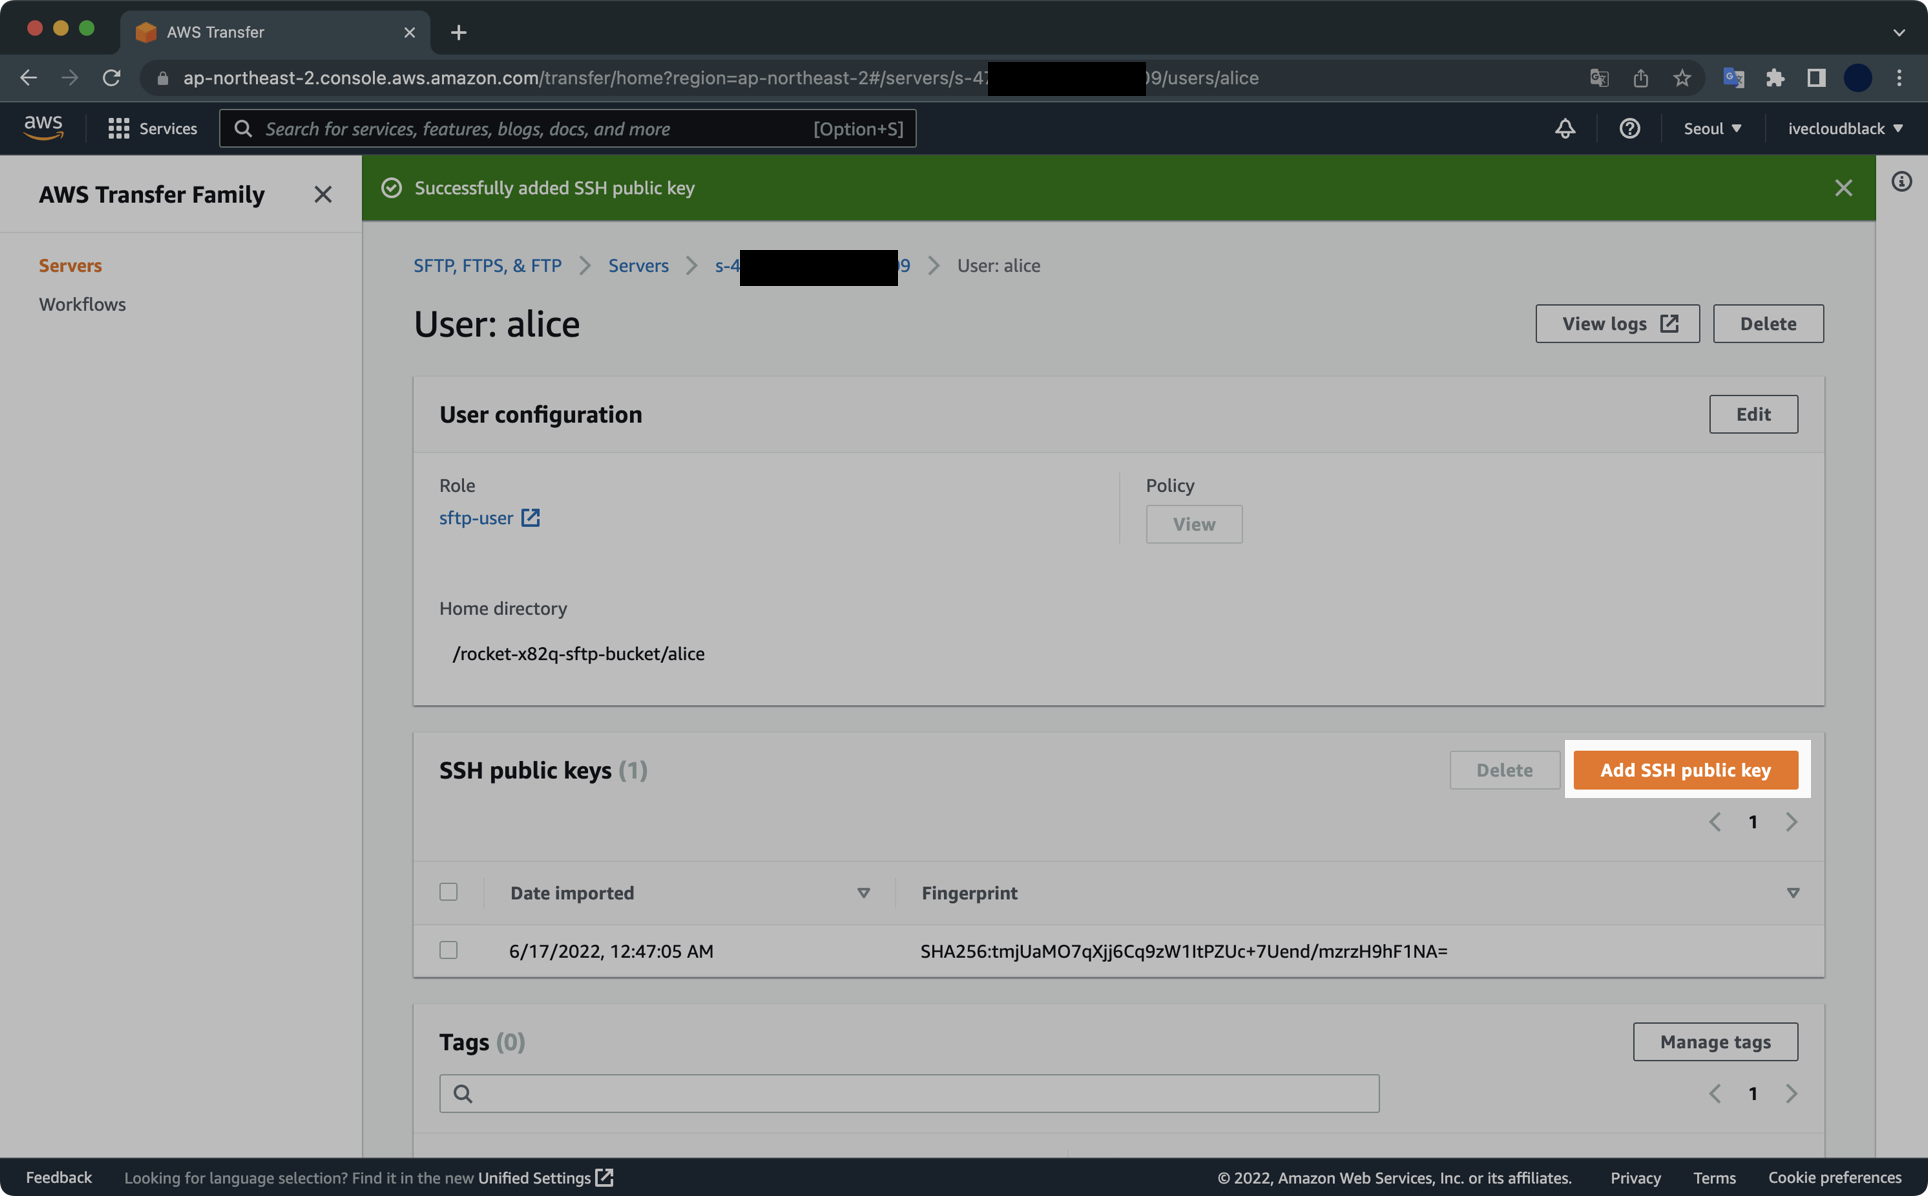 AWS Transfer
ap-northeast-2.console.aws.amazon.com/transfer/home?region=ap-northeast-2#/servers/s-47 9/users/alice
aws Services Search for services, features, blogs, docs, and more [Option+S] Seoul ▼ ivecloudblack ▼
AWS Transfer Family
Successfully added SSH public key
Servers
Workflows
SFTP, FTPS, & FTP > Servers > s-4 9 > User: alice
User: alice
View logs Delete
User configuration
Edit
Role
sftp-user
Policy
View
Home directory
/rocket-x82q-sftp-bucket/alice
SSH public keys (1)
Delete Add SSH public key
< 1 >
Date imported Fingerprint
6/17/2022, 12:47:05 AM SHA256:tmjUaMO7qXjj6Cq9zW1ItPZUc+7Uend/mzrzH9hF1NA=
Tags (0)
Manage tags
< 1 >
Feedback Looking for language selection? Find it in the new Unified Settings © 2022, Amazon Web Services, Inc. or its affiliates. Privacy Terms Cookie preferences